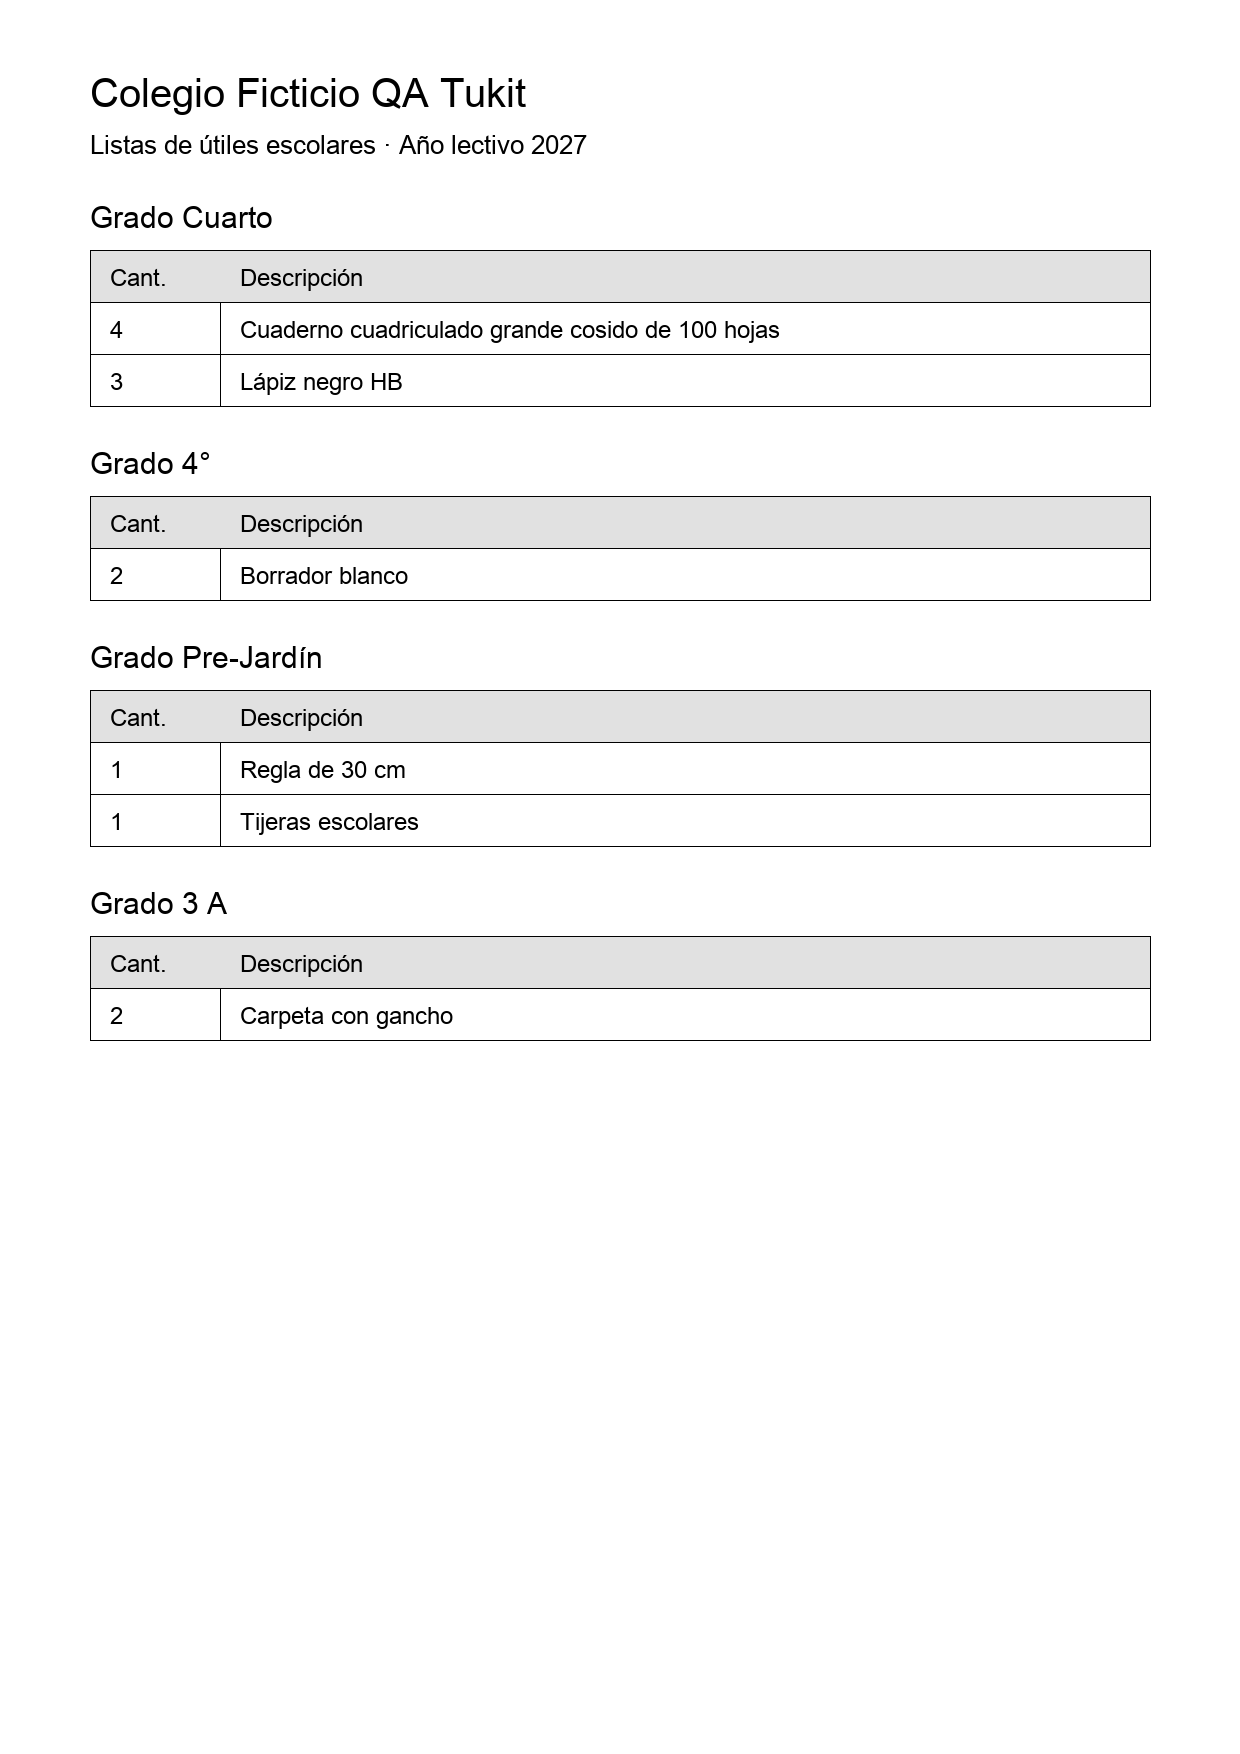 Colegio Ficticio QA Tukit
Listas de útiles escolares · Año lectivo 2027
Grado Cuarto
Cant. Descripción
4 Cuaderno cuadriculado grande cosido de 100 hojas
3 Lápiz negro HB
Grado 4°
Cant. Descripción
2 Borrador blanco
Grado Pre-Jardín
Cant. Descripción
1 Regla de 30 cm
1 Tijeras escolares
Grado 3 A
Cant. Descripción
2 Carpeta con gancho